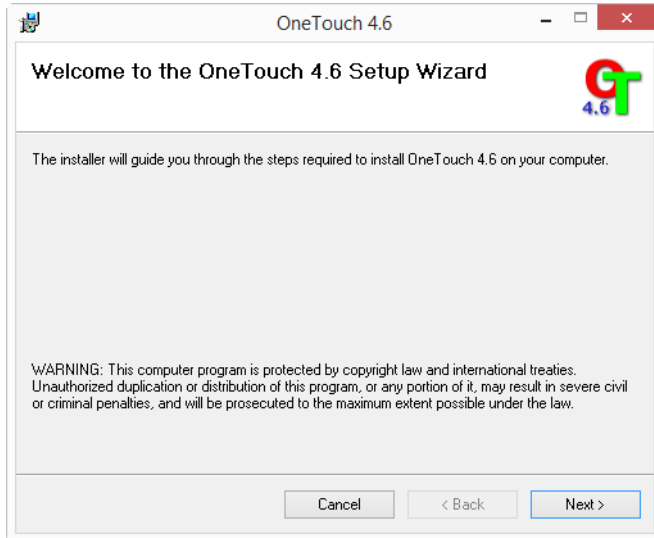 OneTouch 4.6
Welcome to the OneTouch 4.6 Setup Wizard
OT
4.6
The installer will guide you through the steps required to install OneTouch 4.6 on your computer.
WARNING: This computer program is protected by copyright law and international treaties.
Unauthorized duplication or distribution of this program, or any portion of it, may result in severe civil
or criminal penalties, and will be prosecuted to the maximum extent possible under the law.
Cancel
< Back
Next >